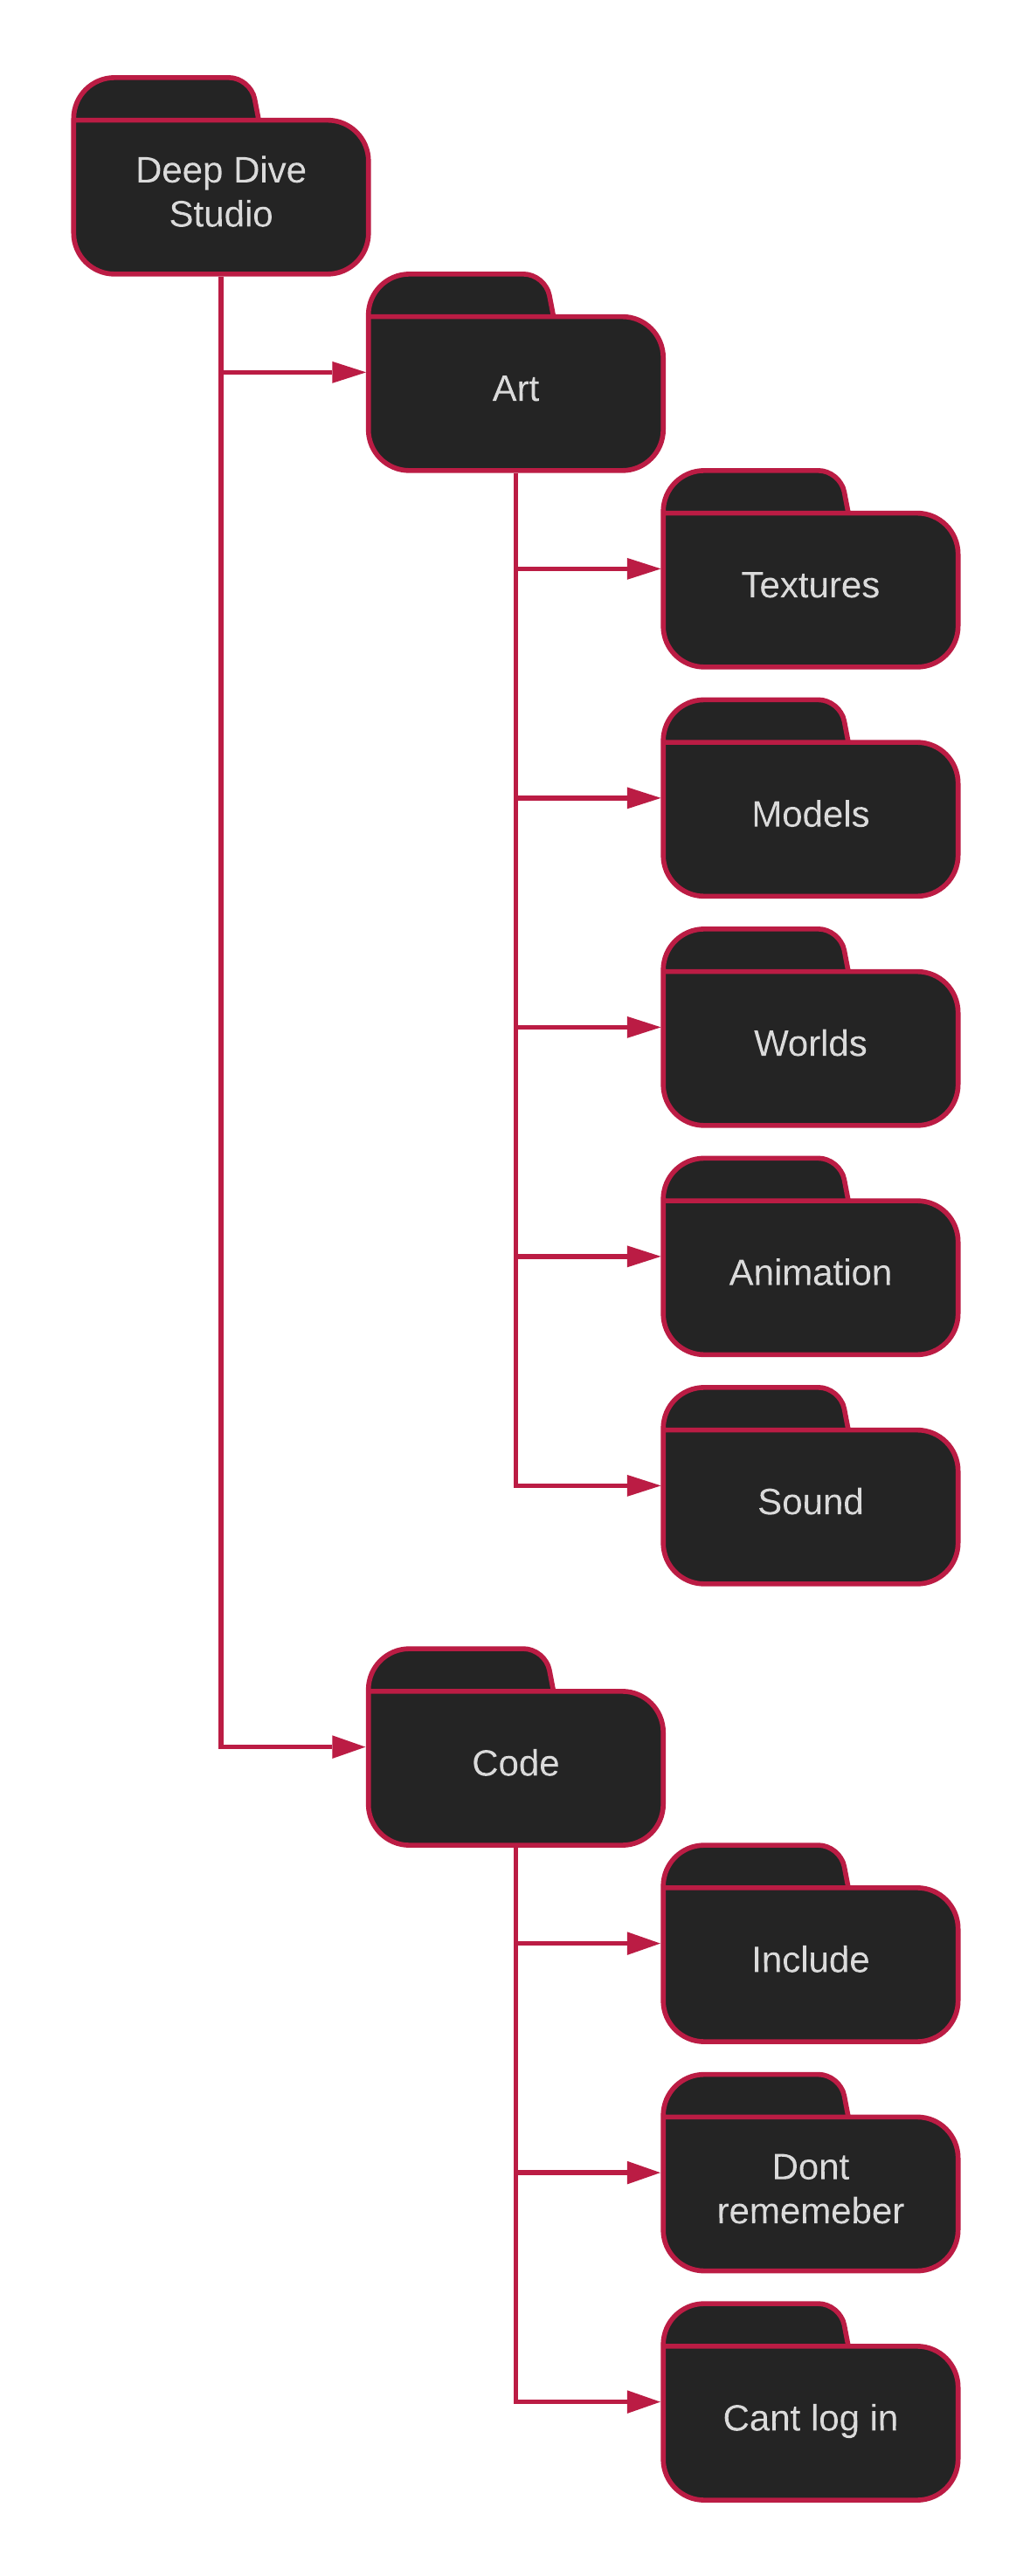 Deep Dive
Studio
Art
Textures
Models
Worlds
Animation
Sound
Code
Include
Dont
rememeber
Cant log in